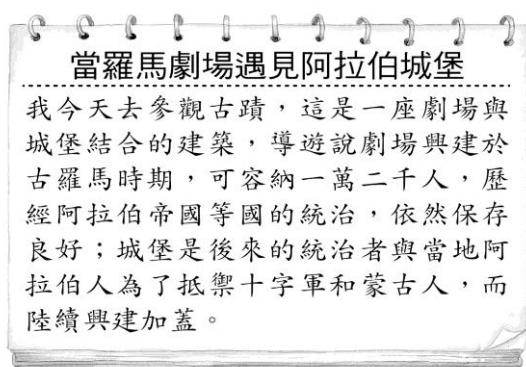 當羅馬劇場遇見阿拉伯城堡
我今天去參觀古蹟，這是一座劇場與
城堡結合的建築，導遊說劇場興建於
古羅馬時期，可容納一萬二千人，歷
經阿拉伯帝國等國的統治，依然保存
良好；城堡是後來的統治者與當地阿
拉伯人為了抵禦十字軍和蒙古人，而
陸續興建加蓋。